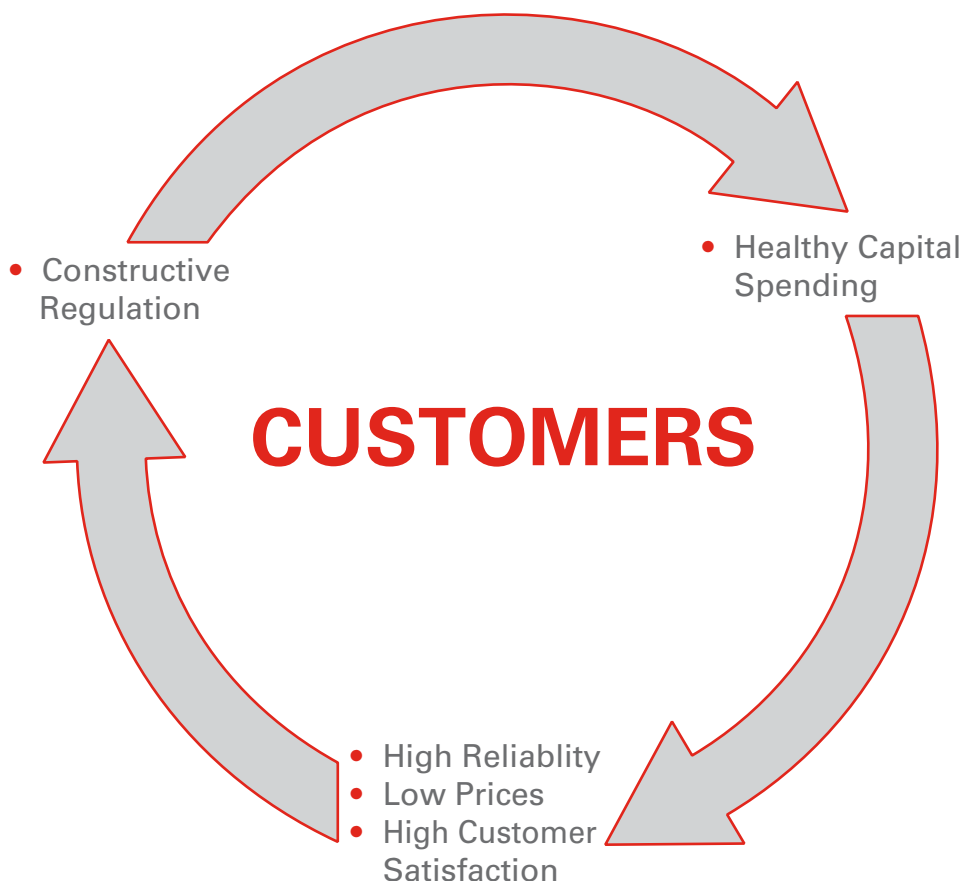 • Constructive
Regulation
• Healthy Capital
Spending
CUSTOMERS
• High Reliablity
• Low Prices
• High Customer
Satisfaction